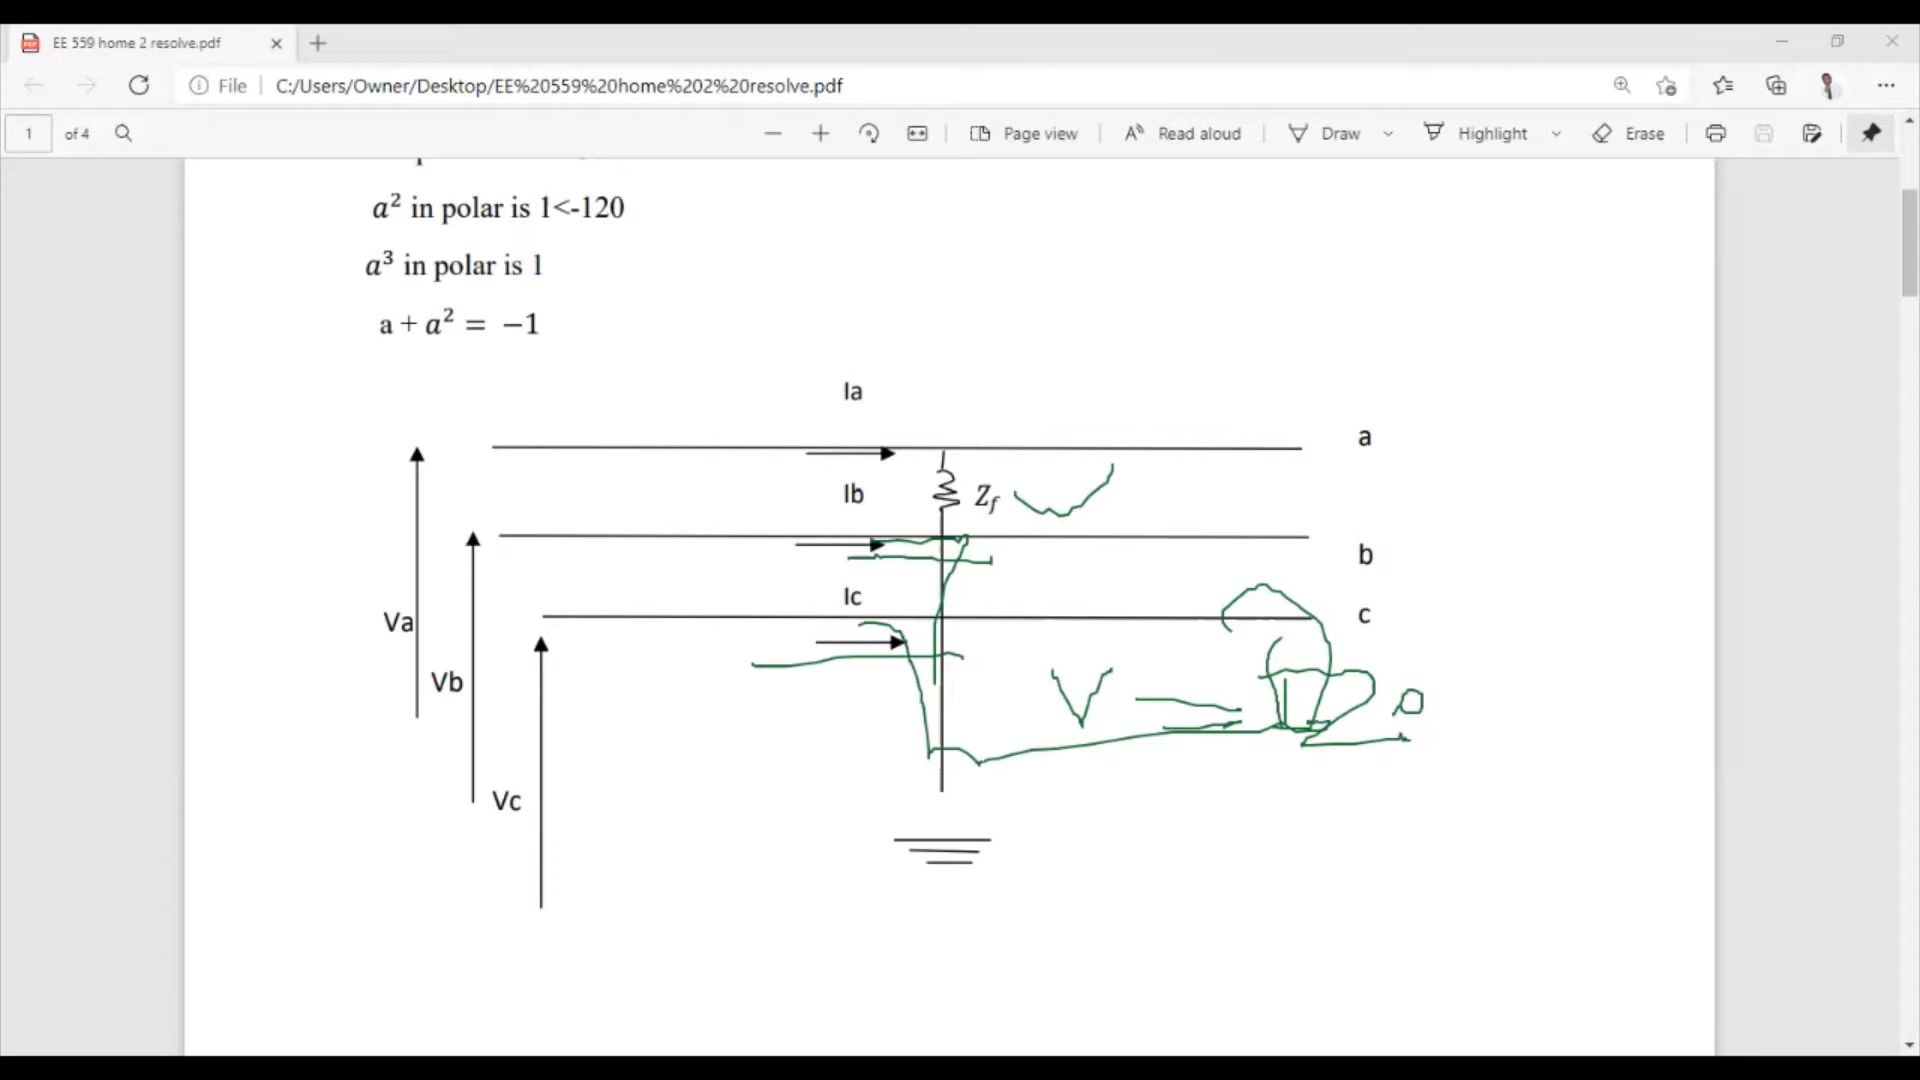 EE 559 home 2 resolve.pdf
File C:/Users/Owner/Desktop/EE%20559%20home%202%20resolve.pdf
1 of 4 Page view Read aloud Draw Highlight Erase
a² in polar is 1<-120
a³ in polar is 1
a + a² = −1
Ia
a
Ib
Z_f
b
Ic
c
Va
Vb
V
0
Vc